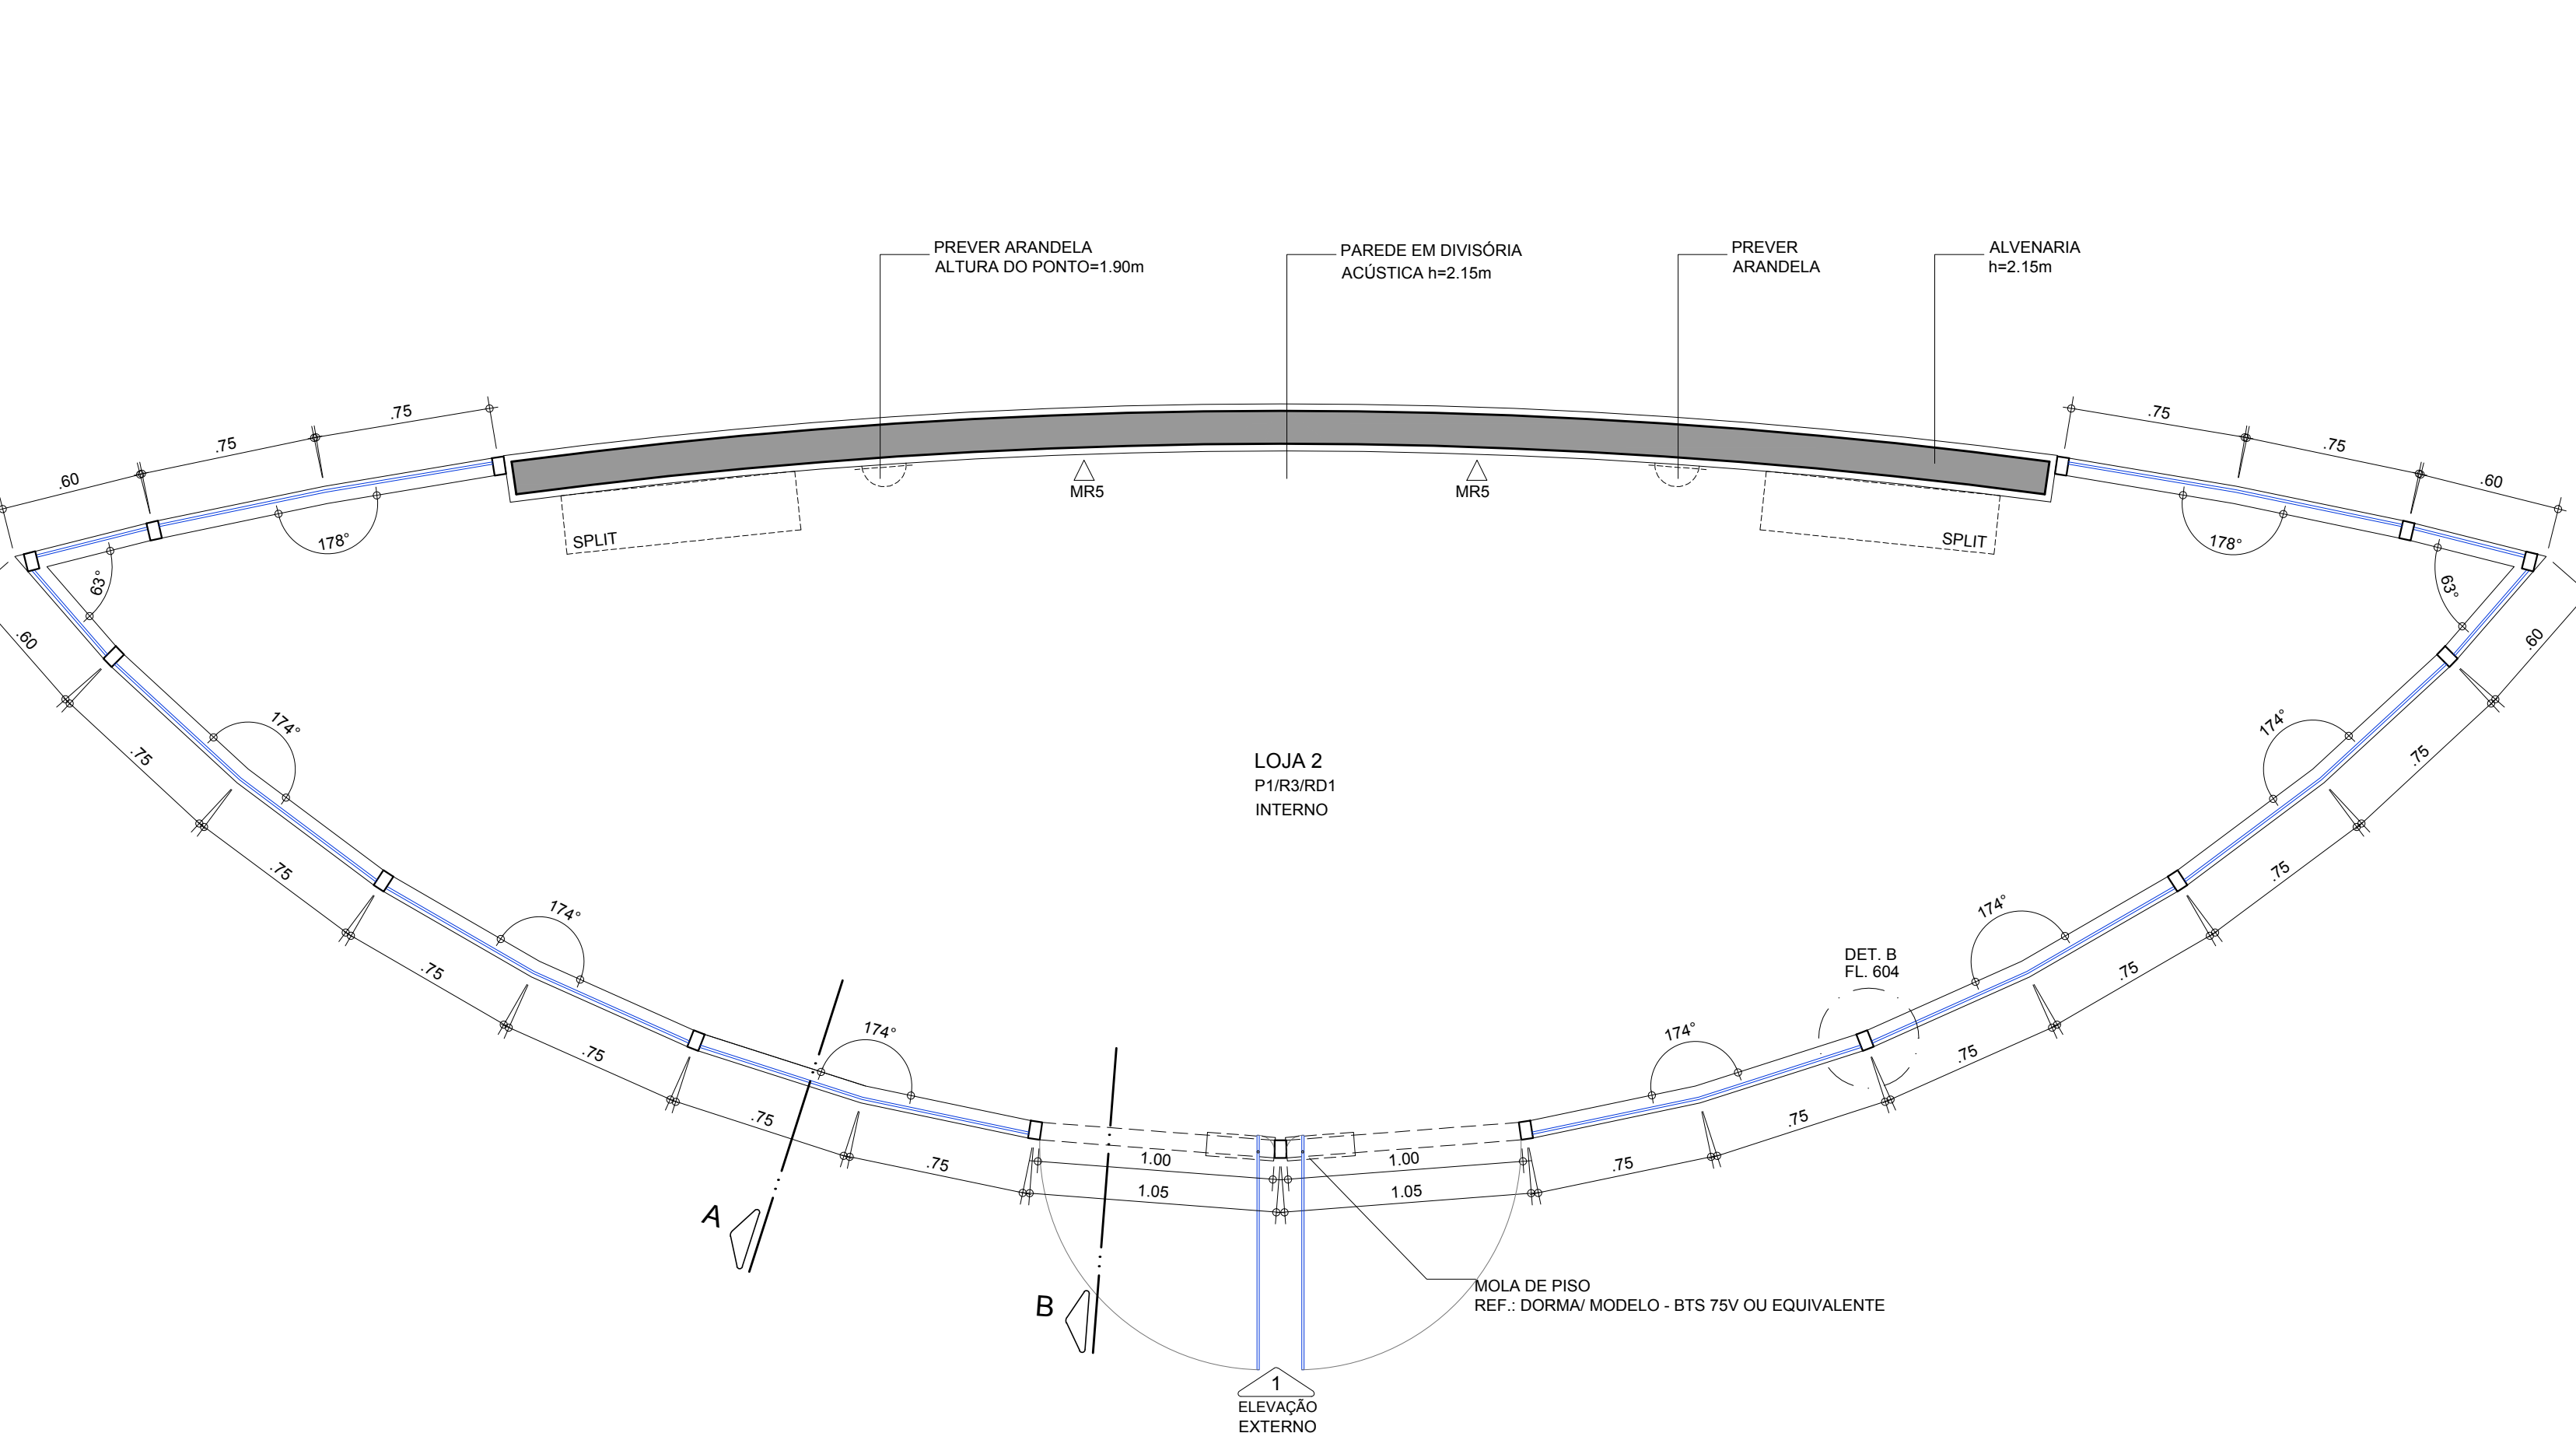 PREVER ARANDELA
ALTURA DO PONTO=1.90m
PAREDE EM DIVISÓRIA
ACÚSTICA h=2.15m
PREVER
ARANDELA
ALVENARIA
h=2.15m
.60
.75
.75
.75
.75
.60
MR5
MR5
178°
SPLIT
SPLIT
178°
63°
63°
.60
.60
174°
174°
.75
.75
LOJA 2
P1/R3/RD1
INTERNO
.75
.75
174°
174°
DET. B
FL. 604
.75
.75
174°
174°
.75
.75
.75
.75
.75
.75
1.00
1.00
1.05
1.05
A
B
MOLA DE PISO
REF.: DORMA/ MODELO - BTS 75V OU EQUIVALENTE
1
ELEVAÇÃO
EXTERNO